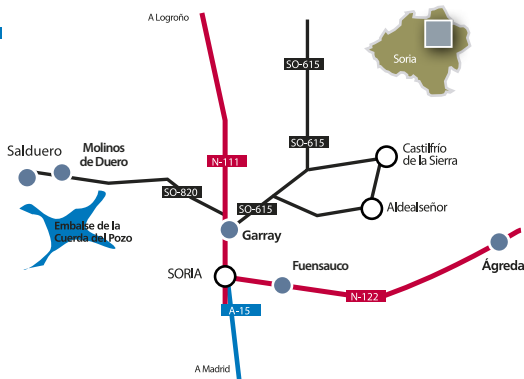 A Logroño
Soria
SO-615
SO-615
Castilfrío
de la Sierra
Molinos
de Duero
Salduero
N-111
SO-820
SO-615
Aldealseñor
Embalse de la
Cuerda del Pozo
Garray
SORIA
Fuensauco
Ágreda
N-122
A-15
A Madrid